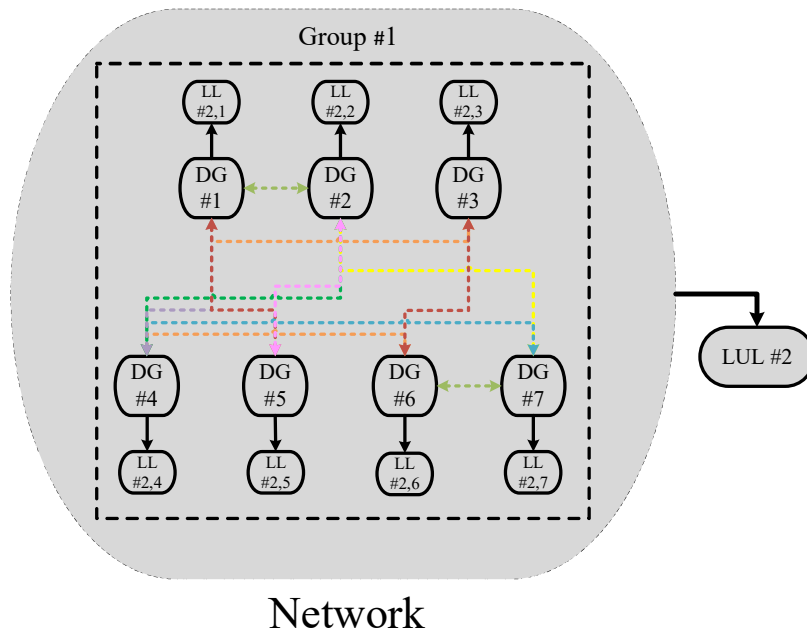 Group #1
LL
#2,1
LL
#2,2
LL
#2,3
DG
#1
DG
#2
DG
#3
LUL #2
DG
#4
DG
#5
DG
#6
DG
#7
LL
#2,4
LL
#2,5
LL
#2,6
LL
#2,7
Network